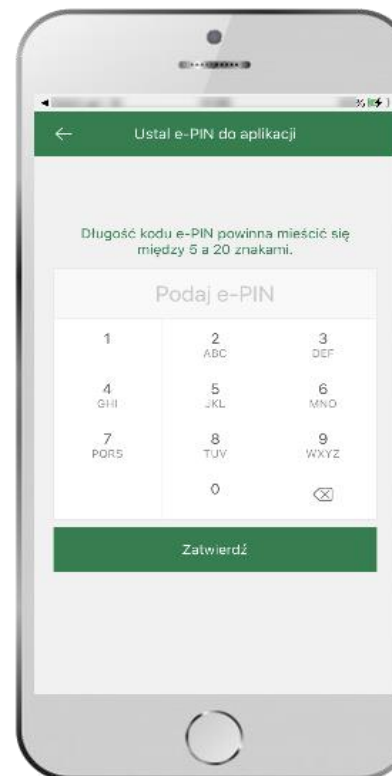 Ustal e-PIN do aplikacji
Długość kodu e-PIN powinna mieścić się
między 5 a 20 znakami.
Podaj e-PIN
1 2 3
ABC DEF
4 5 6
GHI JKL MNO
7 8 9
PQRS TUV WXYZ
0
Zatwierdź